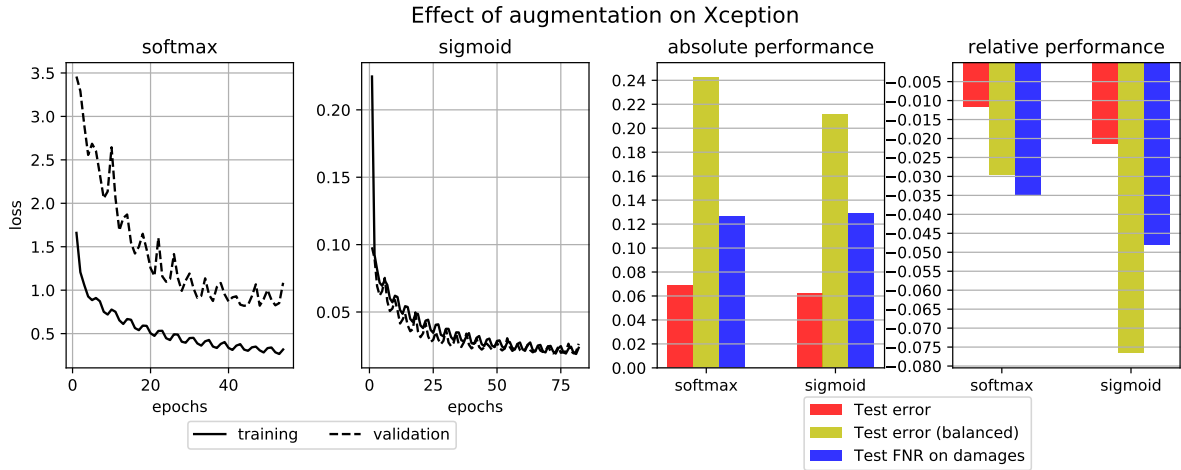 Effect of augmentation on Xception
softmax
sigmoid
absolute performance
relative performance
loss
3.5
3.0
2.5
2.0
1.5
1.0
0.5
0
20
40
epochs
0.20
0.15
0.10
0.05
0
25
50
75
epochs
0.24
0.22
0.20
0.18
0.16
0.14
0.12
0.10
0.08
0.06
0.04
0.02
0.00
softmax
sigmoid
−0.005
−0.010
−0.015
−0.020
−0.025
−0.030
−0.035
−0.040
−0.045
−0.050
−0.055
−0.060
−0.065
−0.070
−0.075
−0.080
softmax
sigmoid
training
validation
Test error
Test error (balanced)
Test FNR on damages